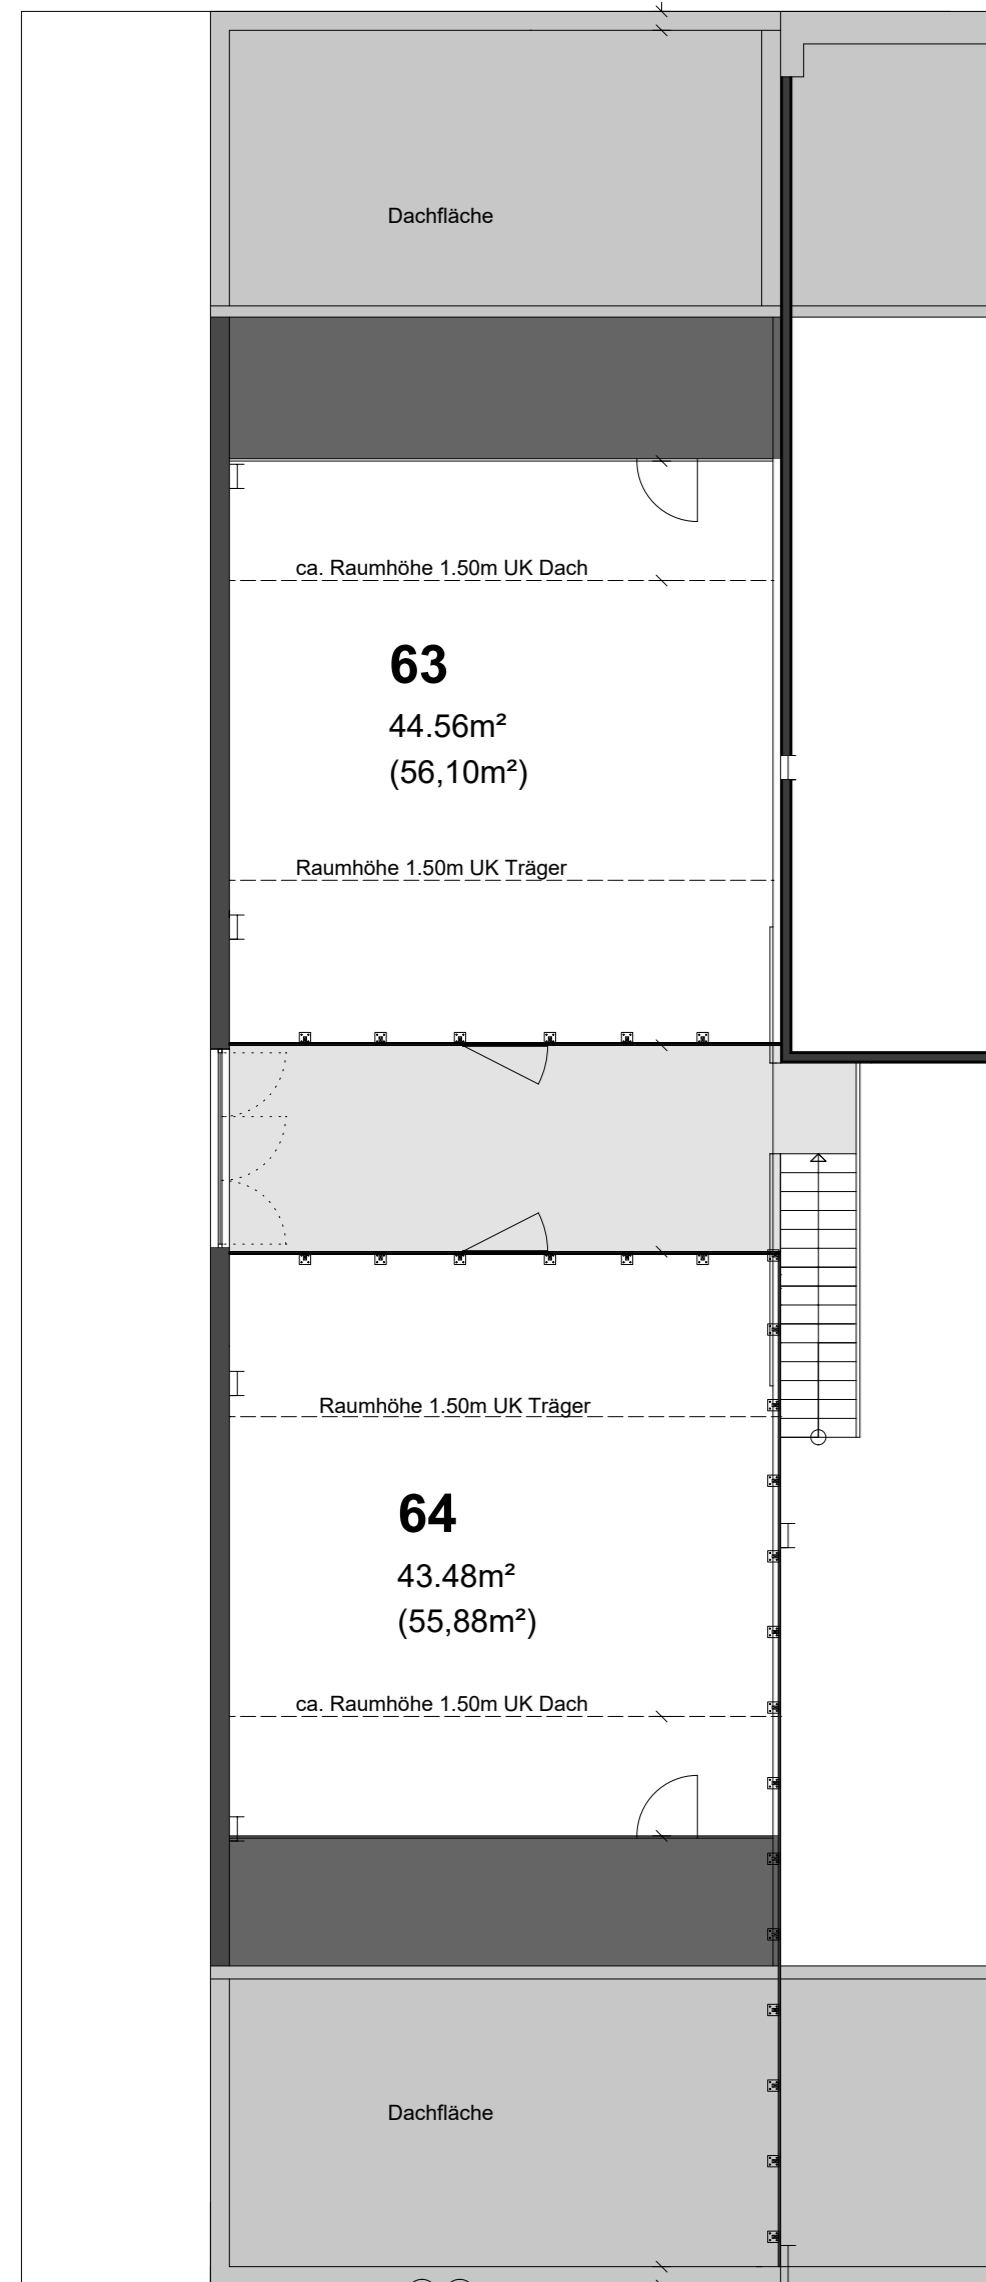 Dachfläche
ca. Raumhöhe 1.50m UK Dach
63
44.56m²
(56,10m²)
Raumhöhe 1.50m UK Träger
Raumhöhe 1.50m UK Träger
64
43.48m²
(55,88m²)
ca. Raumhöhe 1.50m UK Dach
Dachfläche